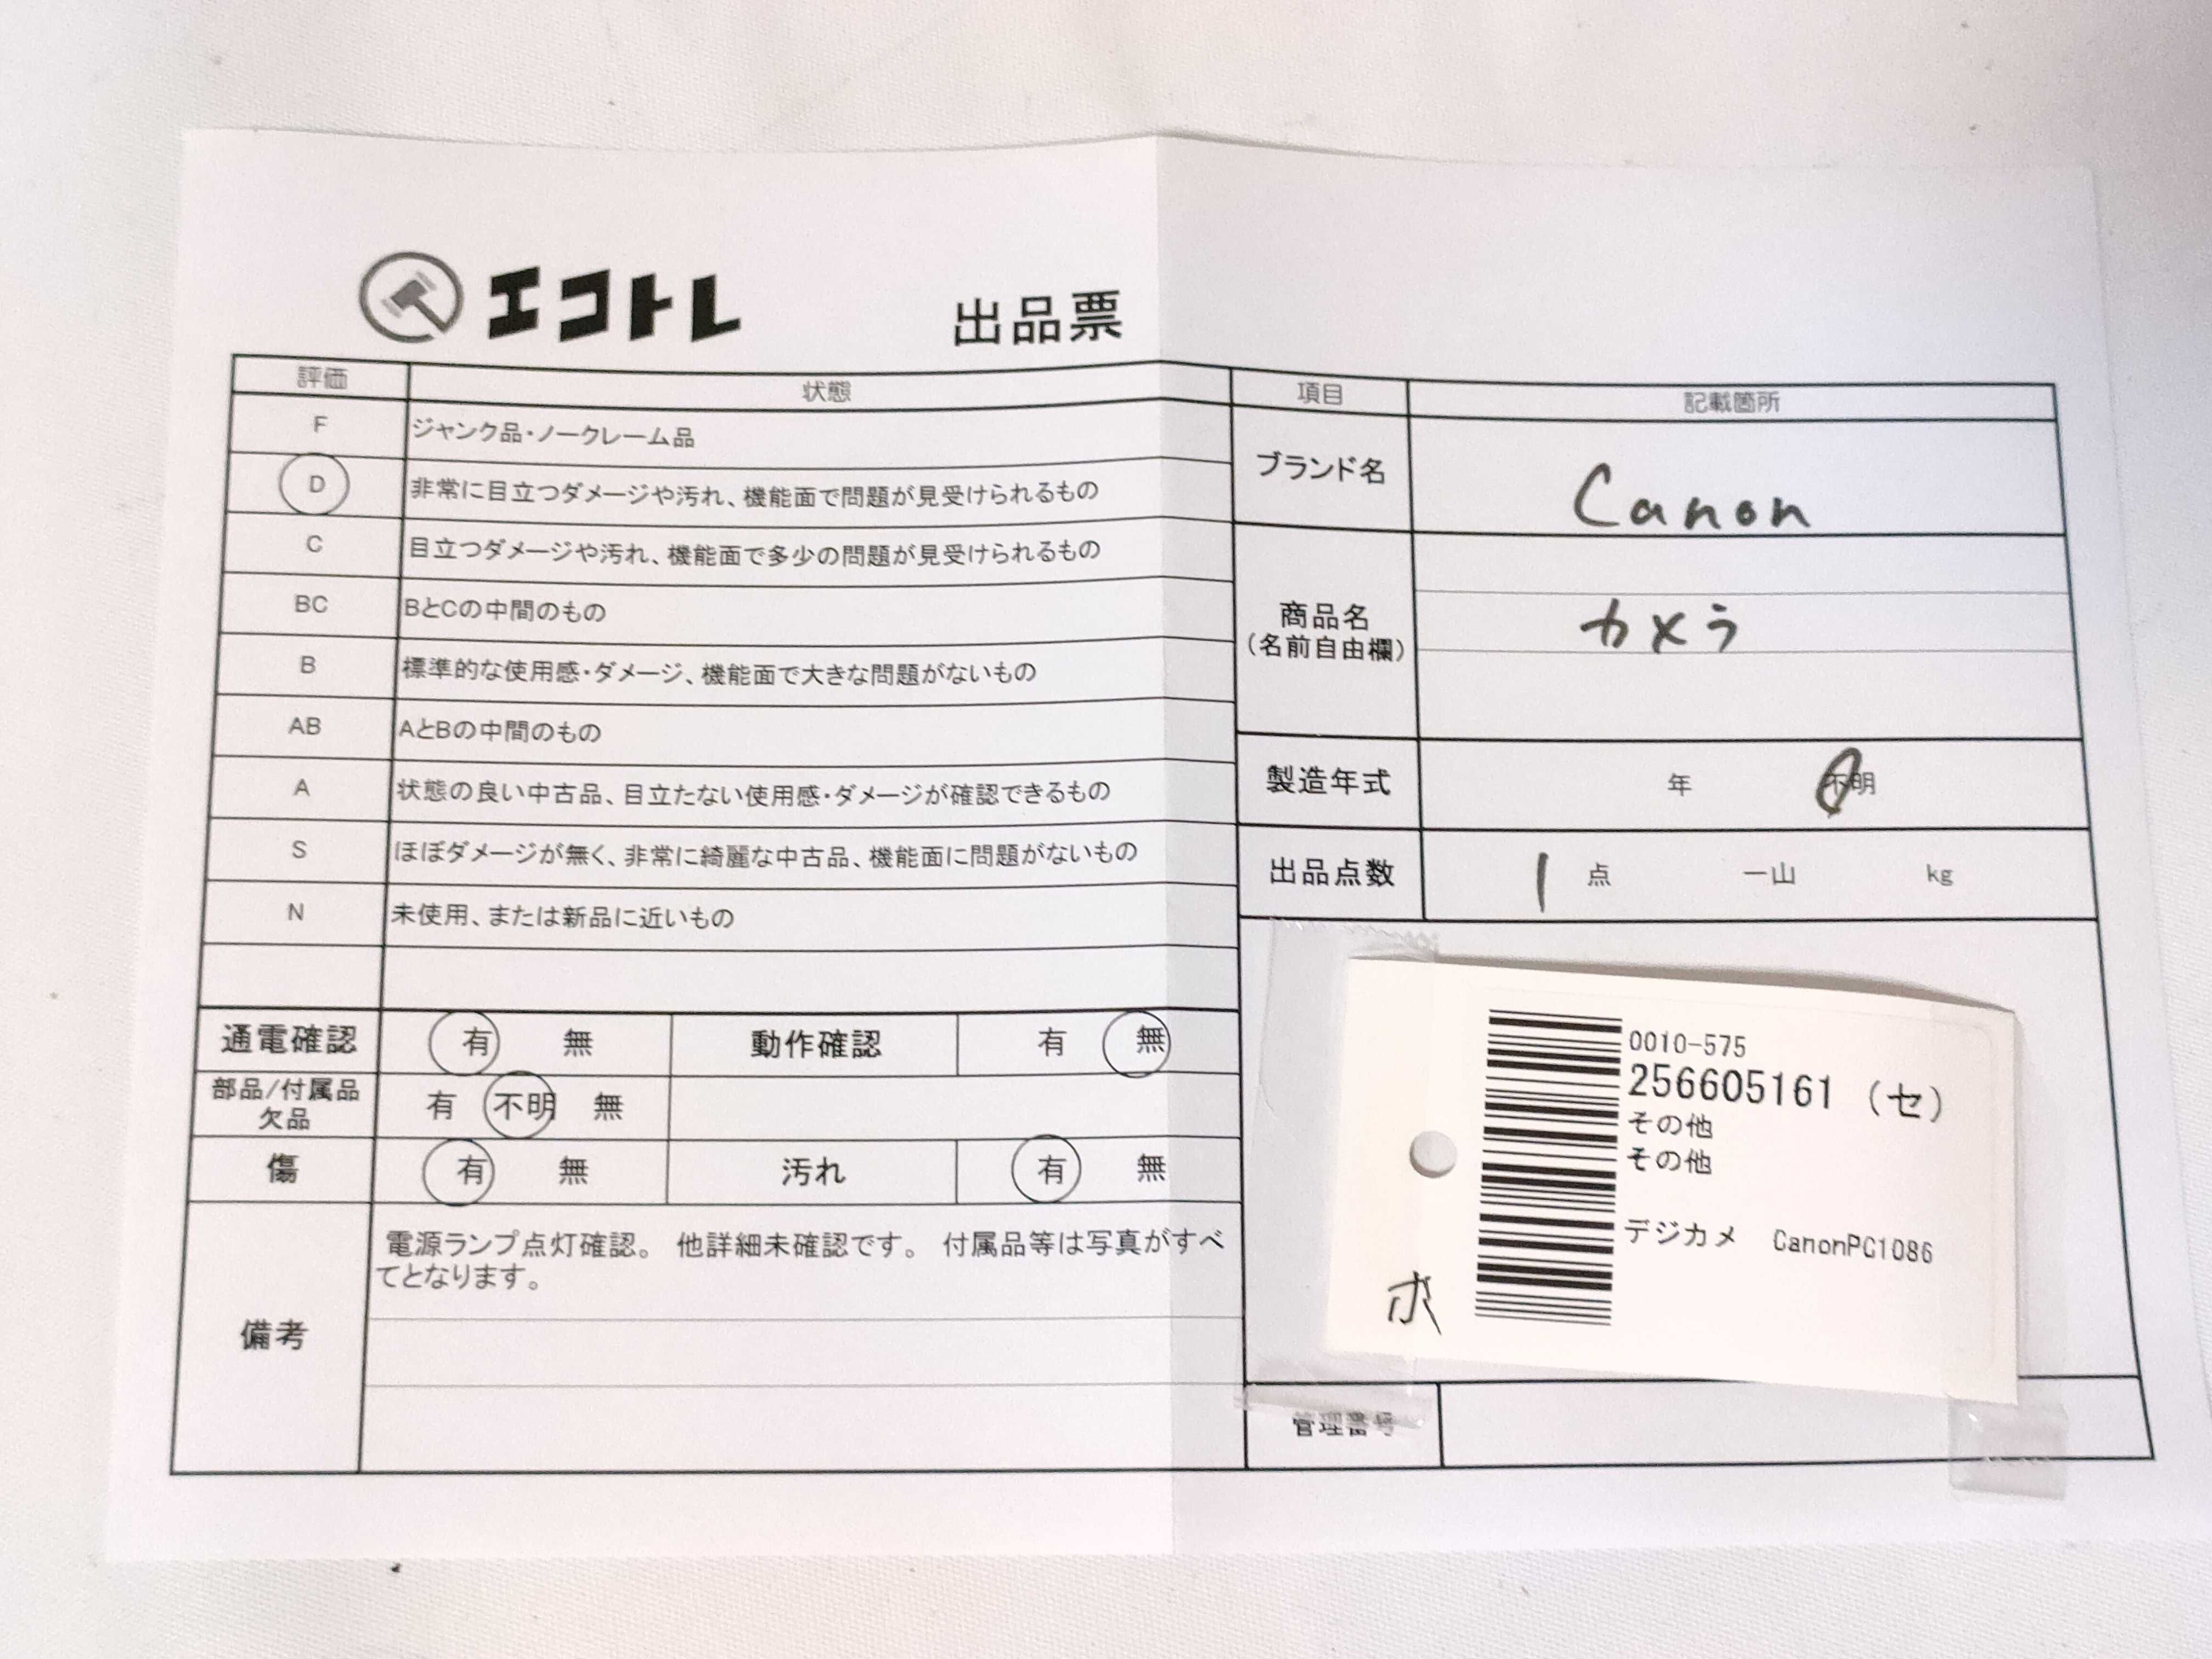 エコトレ 出品票
評価 状態
F ジャンク品・ノークレーム品
D 非常に目立つダメージや汚れ、機能面で問題が見受けられるもの
C 目立つダメージや汚れ、機能面で多少の問題が見受けられるもの
BC BとCの中間のもの
B 標準的な使用感・ダメージ、機能面で大きな問題がないもの
AB AとBの中間のもの
A 状態の良い中古品、目立たない使用感・ダメージが確認できるもの
S ほぼダメージが無く、非常に綺麗な中古品、機能面に問題がないもの
N 未使用、または新品に近いもの
通電確認 有 無 動作確認 有 無
部品/付属品
欠品 有 不明 無
傷 有 無 汚れ 有 無
備考
電源ランプ点灯確認。 他詳細未確認です。 付属品等は写真がすべ
てとなります。
項目 記載箇所
ブランド名 Canon
商品名
(名前自由欄) カメラ
製造年式 年 不明
出品点数 1 点 一山 kg
0010-575
256605161 (セ)
その他
その他
デジカメ CanonPC1086
ホ
管理番号